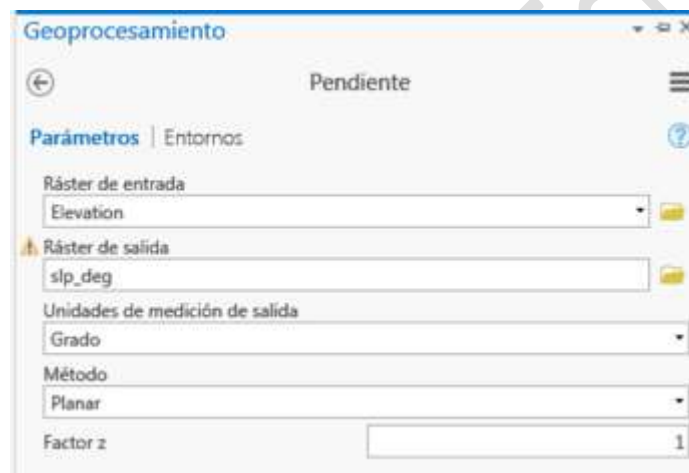 Geoprocesamiento
Pendiente
Parámetros | Entornos
Ráster de entrada
Elevation
Ráster de salida
slp_deg
Unidades de medición de salida
Grado
Método
Planar
Factor z 1